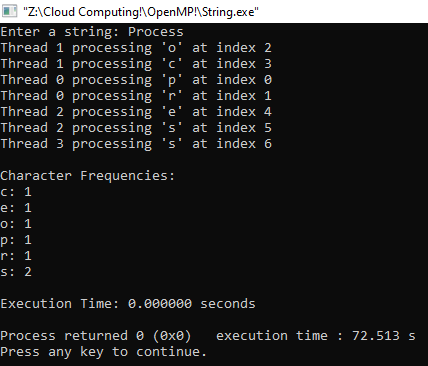 "Z:\Cloud Computing!\OpenMP!\String.exe"
Enter a string: Process
Thread 1 processing 'o' at index 2
Thread 1 processing 'c' at index 3
Thread 0 processing 'p' at index 0
Thread 0 processing 'r' at index 1
Thread 2 processing 'e' at index 4
Thread 2 processing 's' at index 5
Thread 3 processing 's' at index 6
Character Frequencies:
c: 1
e: 1
o: 1
p: 1
r: 1
s: 2
Execution Time: 0.000000 seconds
Process returned 0 (0x0)   execution time : 72.513 s
Press any key to continue.